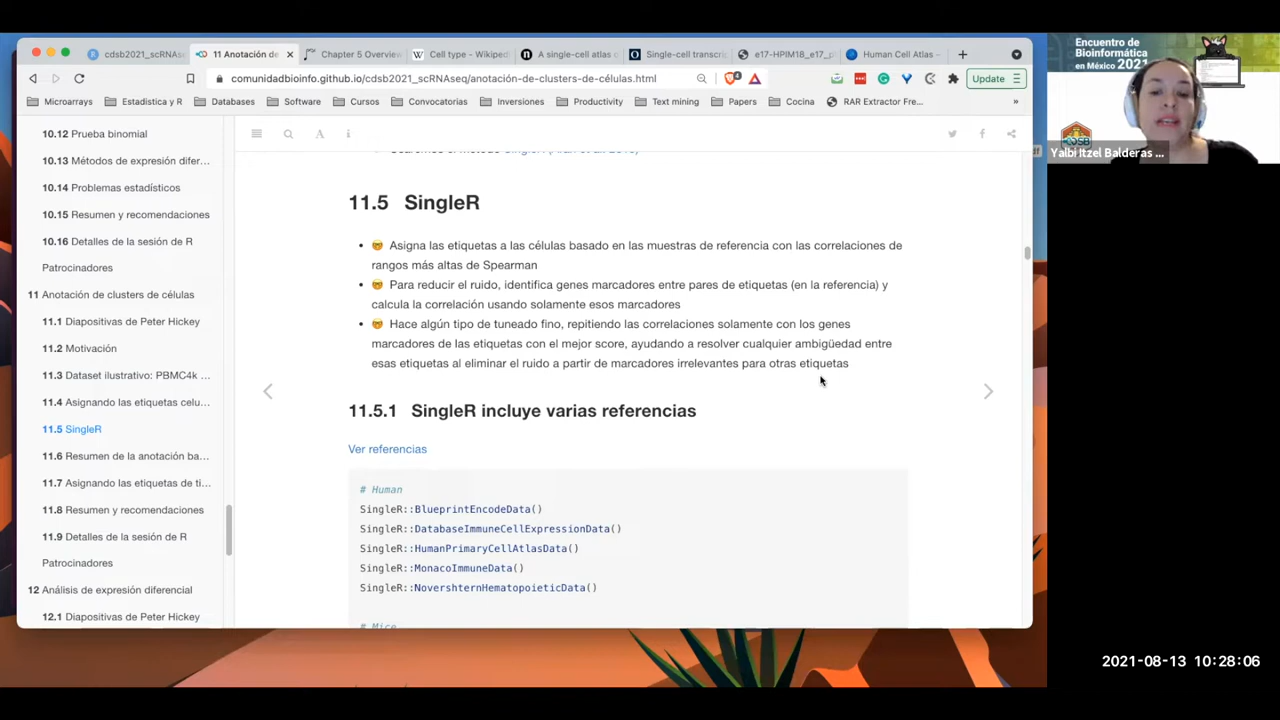 cdsb2021_scRNAse
11 Anotación de
Chapter 5 Overview
Cell type - Wikiped
A single-cell atlas o
Single-cell transcri
e17-HPIM18_e17_p
Human Cell Atlas –
comunidadbioinfo.github.io/cdsb2021_scRNAseq/anotación-de-clusters-de-células.html
Update
Microarrays
Estadistica y R
Databases
Software
Cursos
Convocatorias
Inversiones
Productivity
Text mining
Papers
Cocina
RAR Extractor Fre...
»
10.12 Prueba binomial
10.13 Métodos de expresión difer...
10.14 Problemas estadísticos
10.15 Resumen y recomendaciones
10.16 Detalles de la sesión de R
Patrocinadores
11 Anotación de clusters de células
11.1 Diapositivas de Peter Hickey
11.2 Motivación
11.3 Dataset ilustrativo: PBMC4k ...
11.4 Asignando las etiquetas celu...
11.5 SingleR
11.6 Resumen de la anotación ba...
11.7 Asignando las etiquetas de ti...
11.8 Resumen y recomendaciones
11.9 Detalles de la sesión de R
Patrocinadores
12 Análisis de expresión diferencial
12.1 Diapositivas de Peter Hickey
11.5 SingleR
• 🤓 Asigna las etiquetas a las células basado en las muestras de referencia con las correlaciones de
rangos más altas de Spearman
• 🤓 Para reducir el ruido, identifica genes marcadores entre pares de etiquetas (en la referencia) y
calcula la correlación usando solamente esos marcadores
• 🤓 Hace algún tipo de tuneado fino, repitiendo las correlaciones solamente con los genes
marcadores de las etiquetas con el mejor score, ayudando a resolver cualquier ambigüedad entre
esas etiquetas al eliminar el ruido a partir de marcadores irrelevantes para otras etiquetas
11.5.1 SingleR incluye varias referencias
Ver referencias
# Human
SingleR::BlueprintEncodeData()
SingleR::DatabaseImmuneCellExpressionData()
SingleR::HumanPrimaryCellAtlasData()
SingleR::MonacoImmuneData()
SingleR::NovershternHematopoieticData()
# Mice
Encuentro de
Bioinformática
en México 2021
Yalbi Itzel Balderas ...
2021-08-13 10:28:06